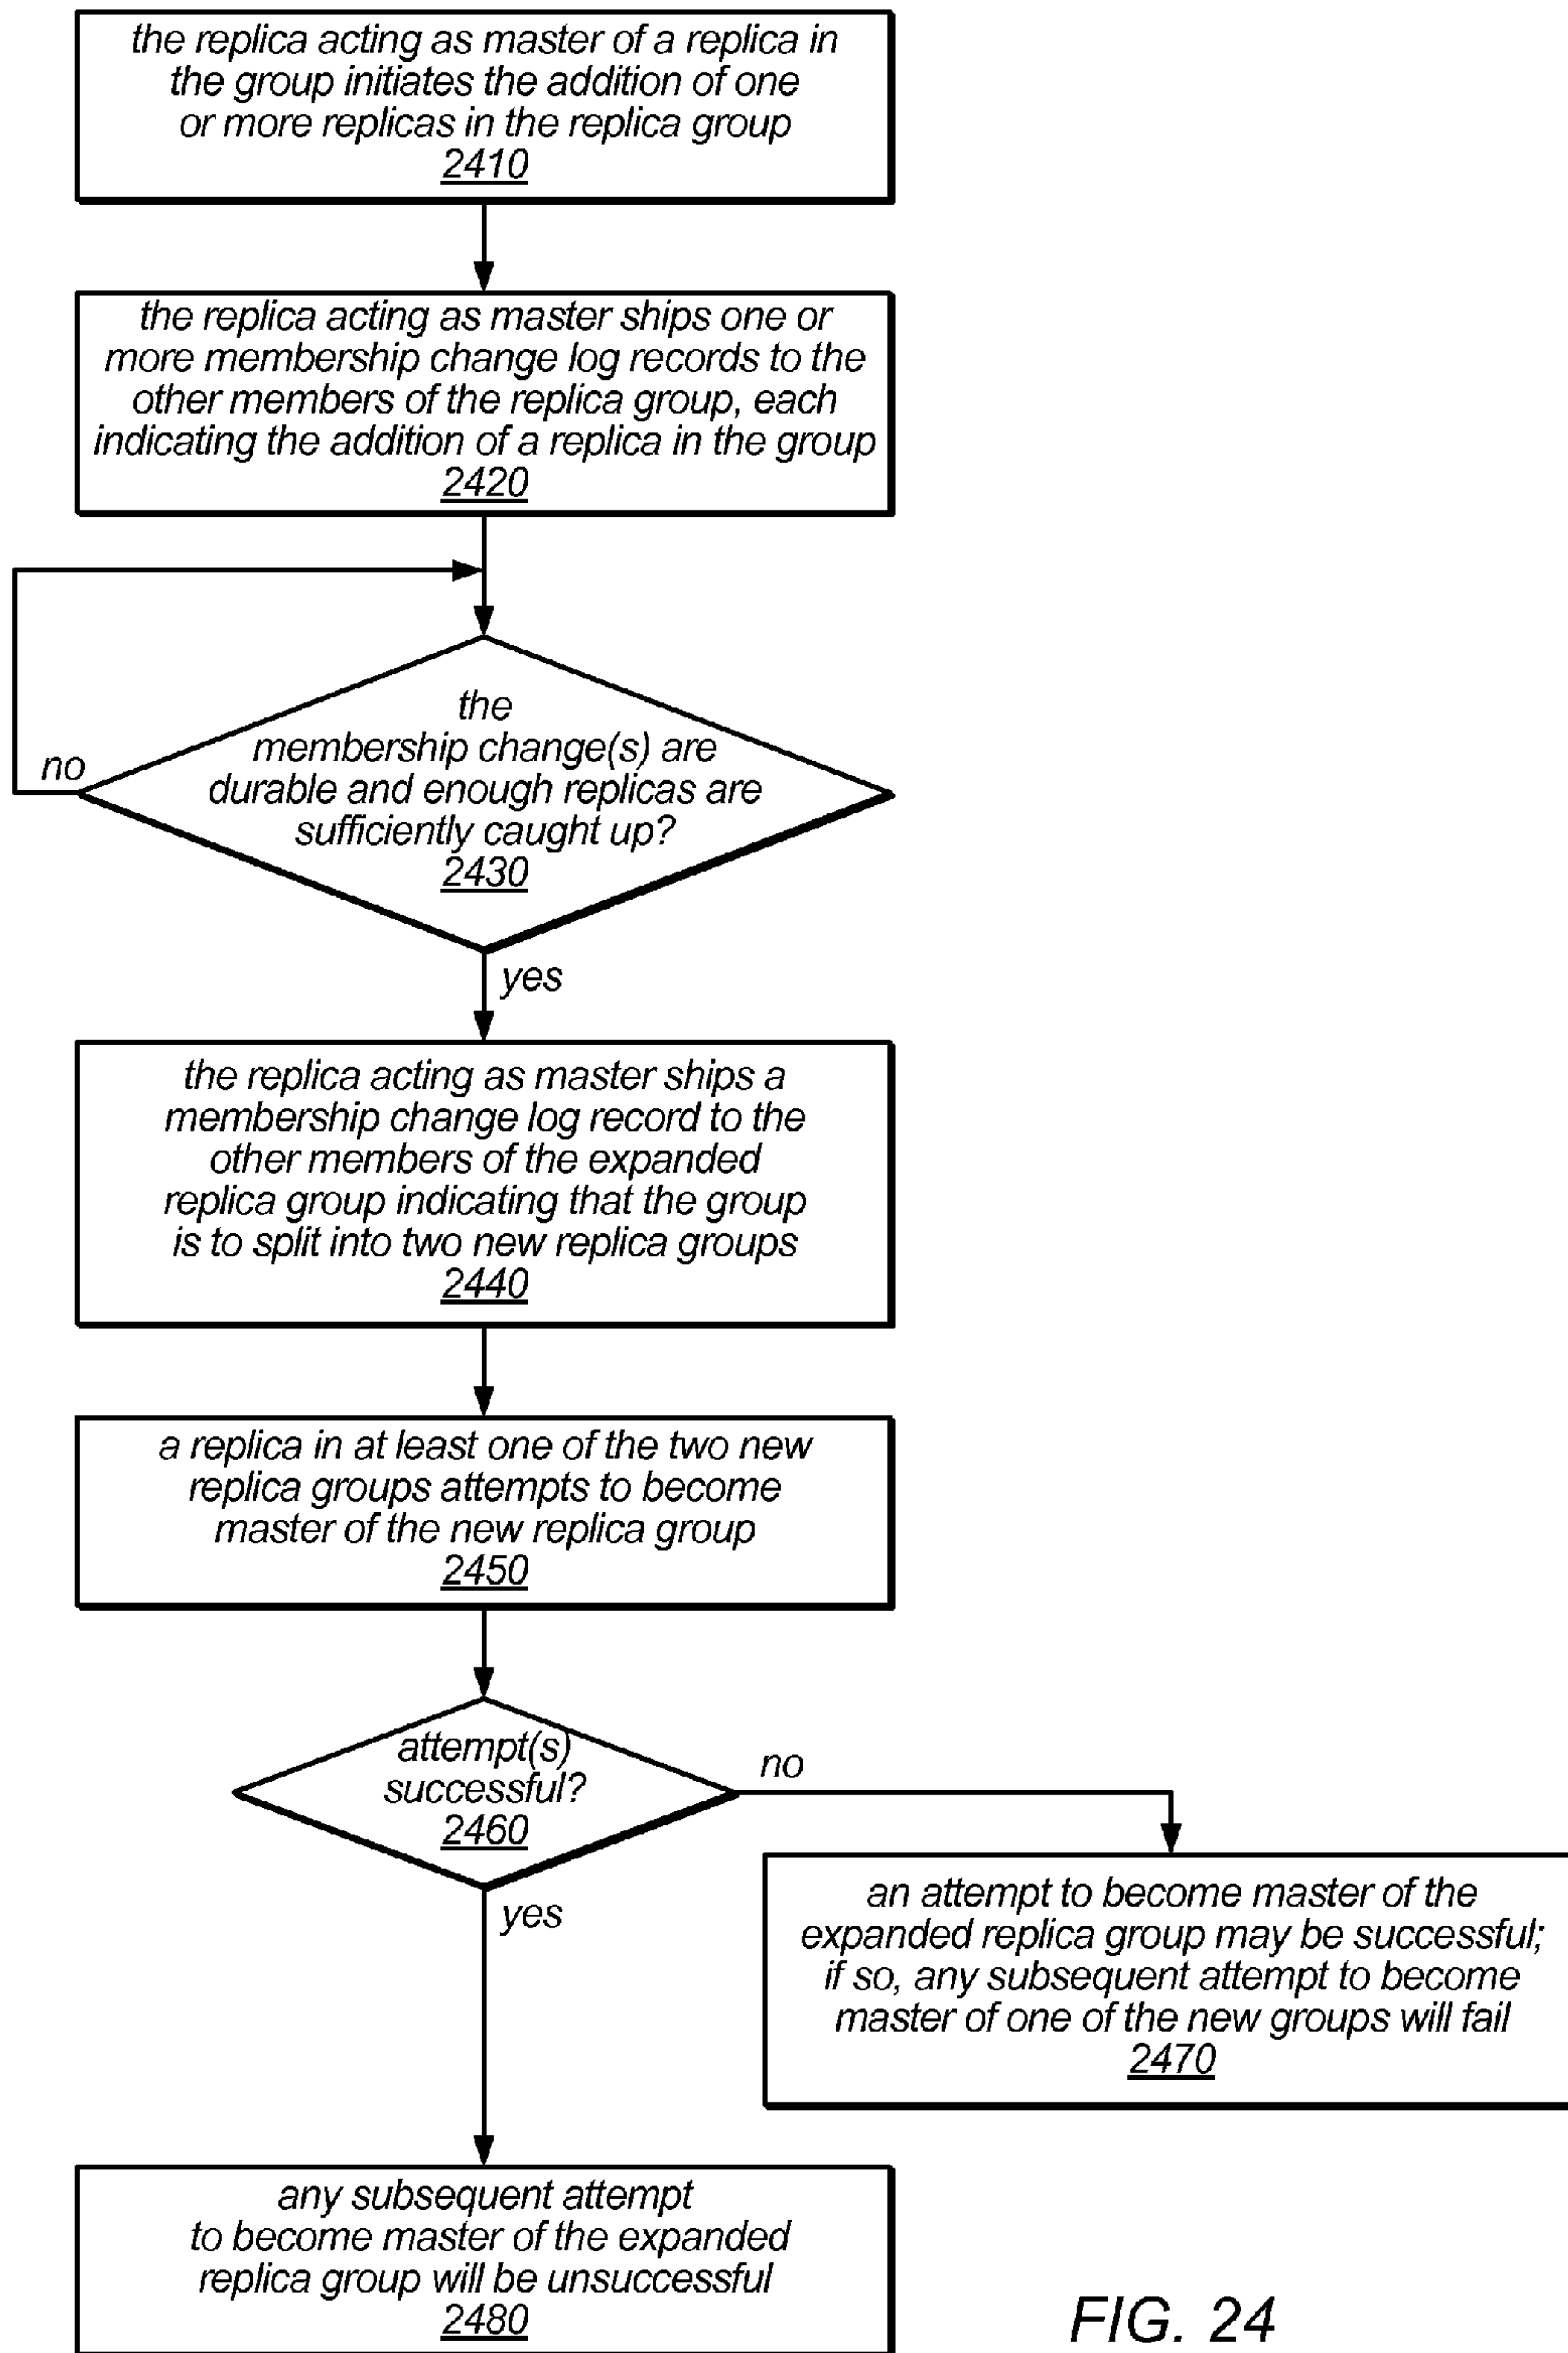 the replica acting as master of a replica in
the group initiates the addition of one
or more replicas in the replica group
2410
the replica acting as master ships one or
more membership change log records to the
other members of the replica group, each
indicating the addition of a replica in the group
2420
the
membership change(s) are
durable and enough replicas are
sufficiently caught up?
2430
no
yes
the replica acting as master ships a
membership change log record to the
other members of the expanded
replica group indicating that the group
is to split into two new replica groups
2440
a replica in at least one of the two new
replica groups attempts to become
master of the new replica group
2450
attempt(s)
successful?
2460
no
yes
an attempt to become master of the
expanded replica group may be successful;
if so, any subsequent attempt to become
master of one of the new groups will fail
2470
any subsequent attempt
to become master of the expanded
replica group will be unsuccessful
2480
FIG. 24